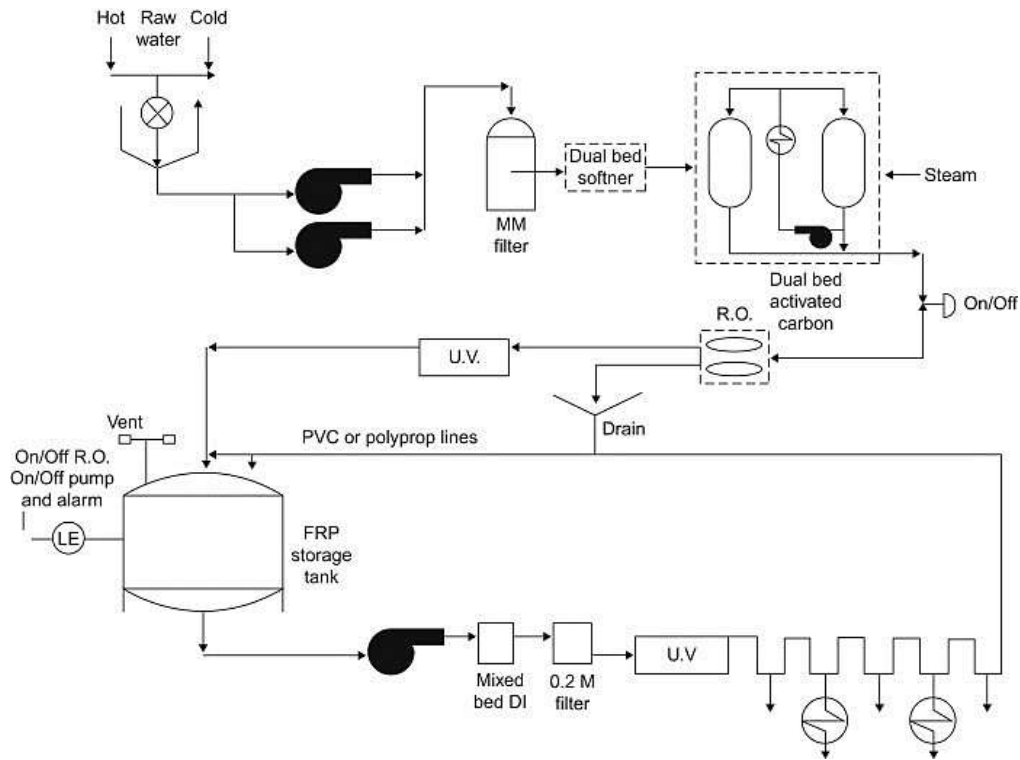 Hot Raw Cold
water
MM
filter
Dual bed
softner
Steam
Dual bed
activated
carbon
On/Off
R.O.
U.V.
Drain
PVC or polyprop lines
Vent
On/Off R.O.
On/Off pump
and alarm
LE
FRP
storage
tank
Mixed
bed DI
0.2 M
filter
U.V